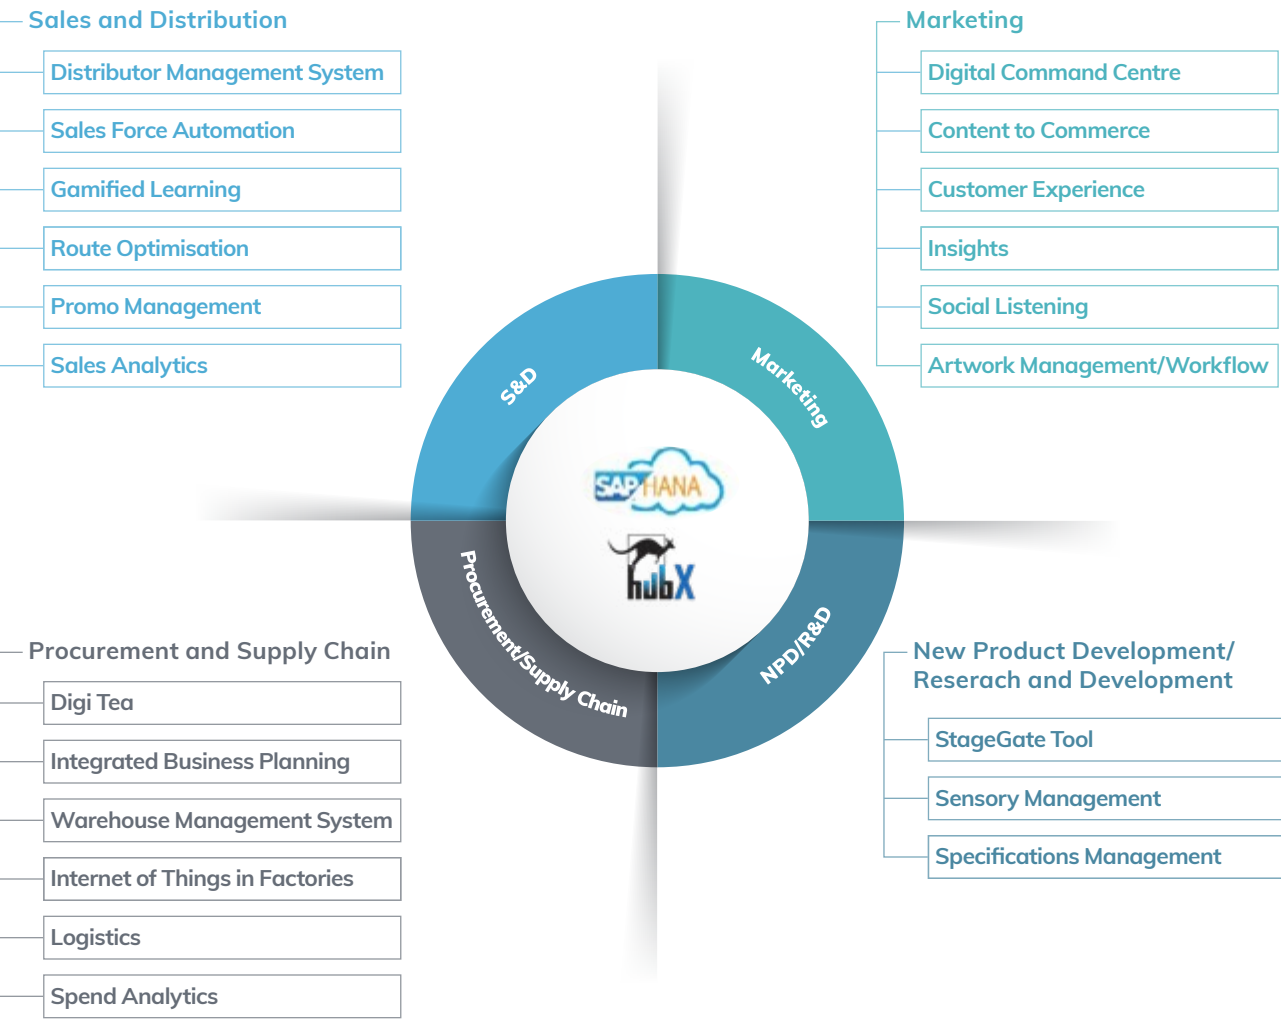 Sales and Distribution
Distributor Management System
Sales Force Automation
Gamified Learning
Route Optimisation
Promo Management
Sales Analytics
Marketing
Digital Command Centre
Content to Commerce
Customer Experience
Insights
Social Listening
Artwork Management/Workflow
S&D
Marketing
SAP HANA
hubX
Procurement/Supply Chain
NPD/R&D
Procurement and Supply Chain
Digi Tea
Integrated Business Planning
Warehouse Management System
Internet of Things in Factories
Logistics
Spend Analytics
New Product Development/
Reserach and Development
StageGate Tool
Sensory Management
Specifications Management